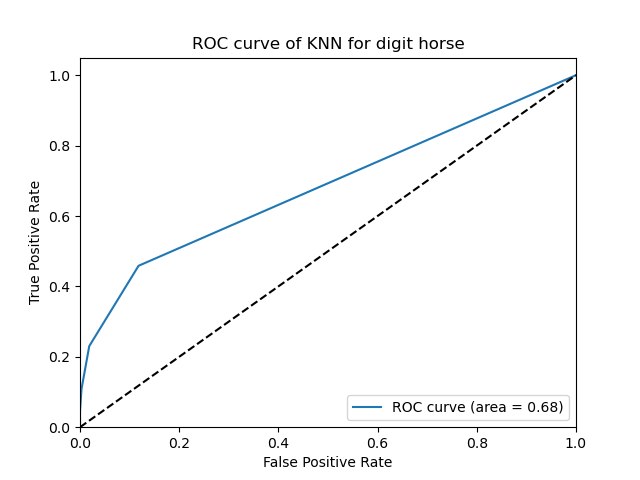 ROC curve of KNN for digit horse
True Positive Rate
1.0
0.8
0.6
0.4
0.2
0.0
ROC curve (area = 0.68)
0.0 0.2 0.4 0.6 0.8 1.0
False Positive Rate